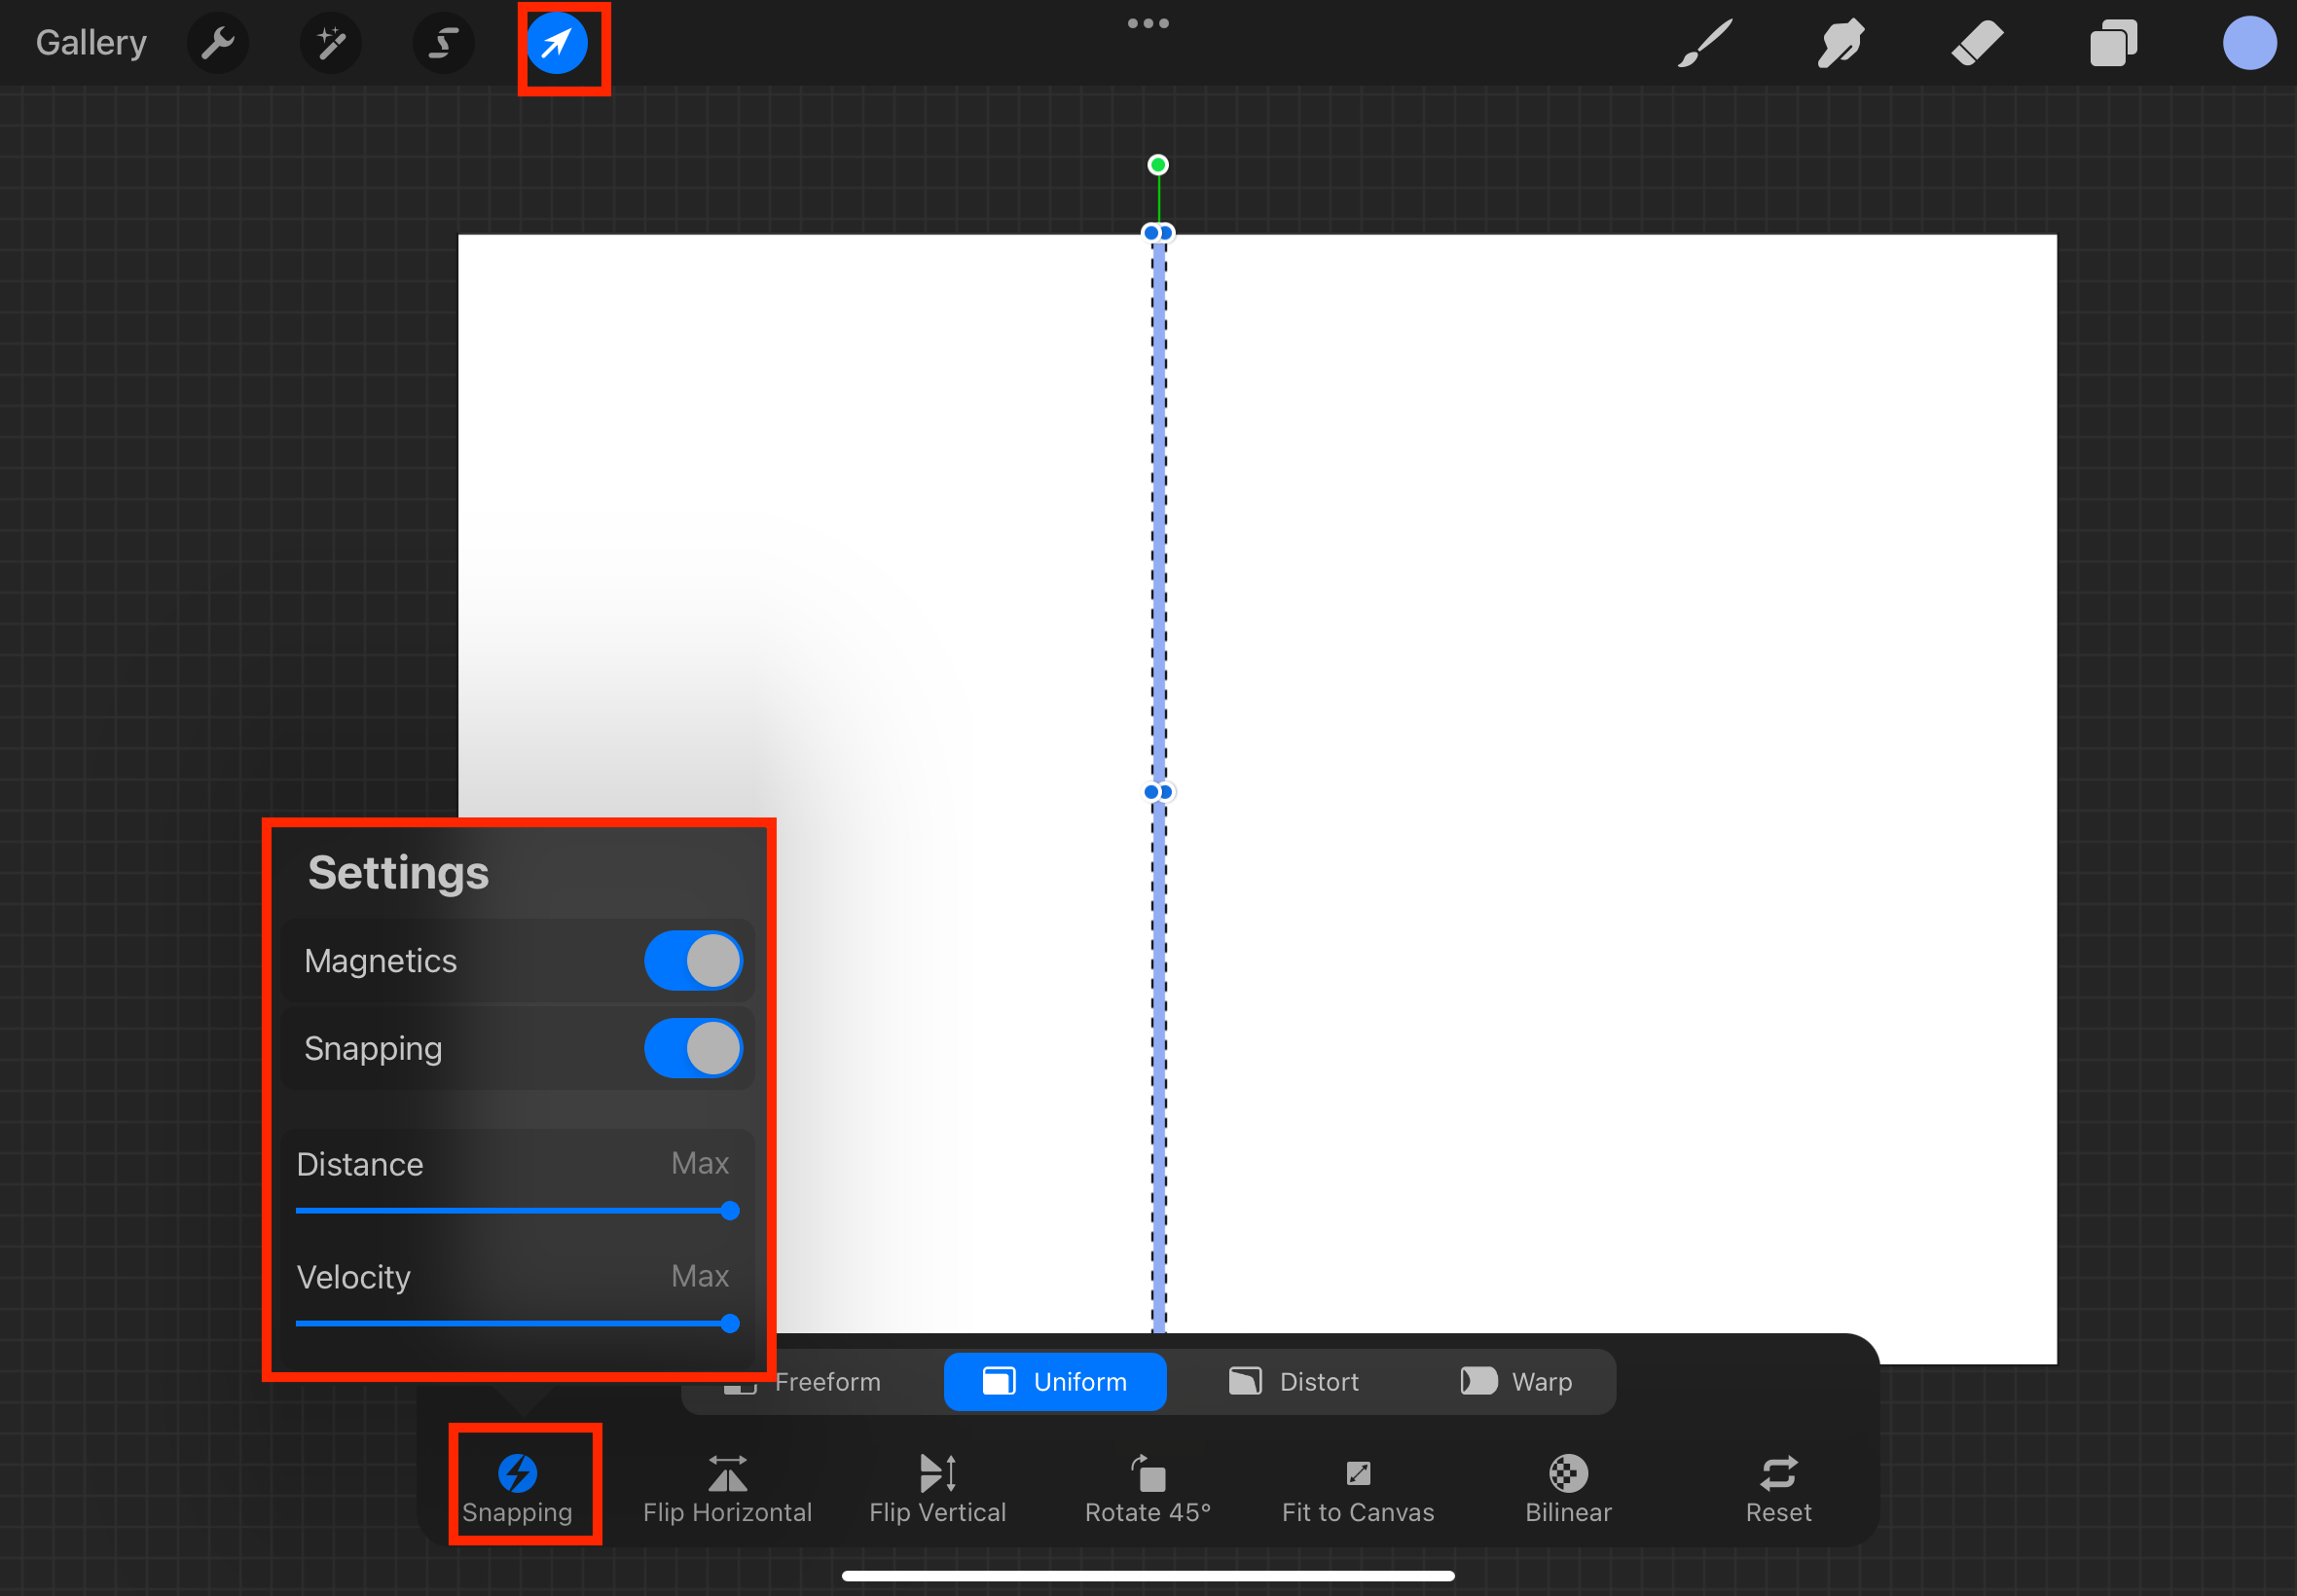 Gallery
Settings
Magnetics
Snapping
Distance Max
Velocity Max
Freeform Uniform Distort Warp
Snapping Flip Horizontal Flip Vertical Rotate 45° Fit to Canvas Bilinear Reset